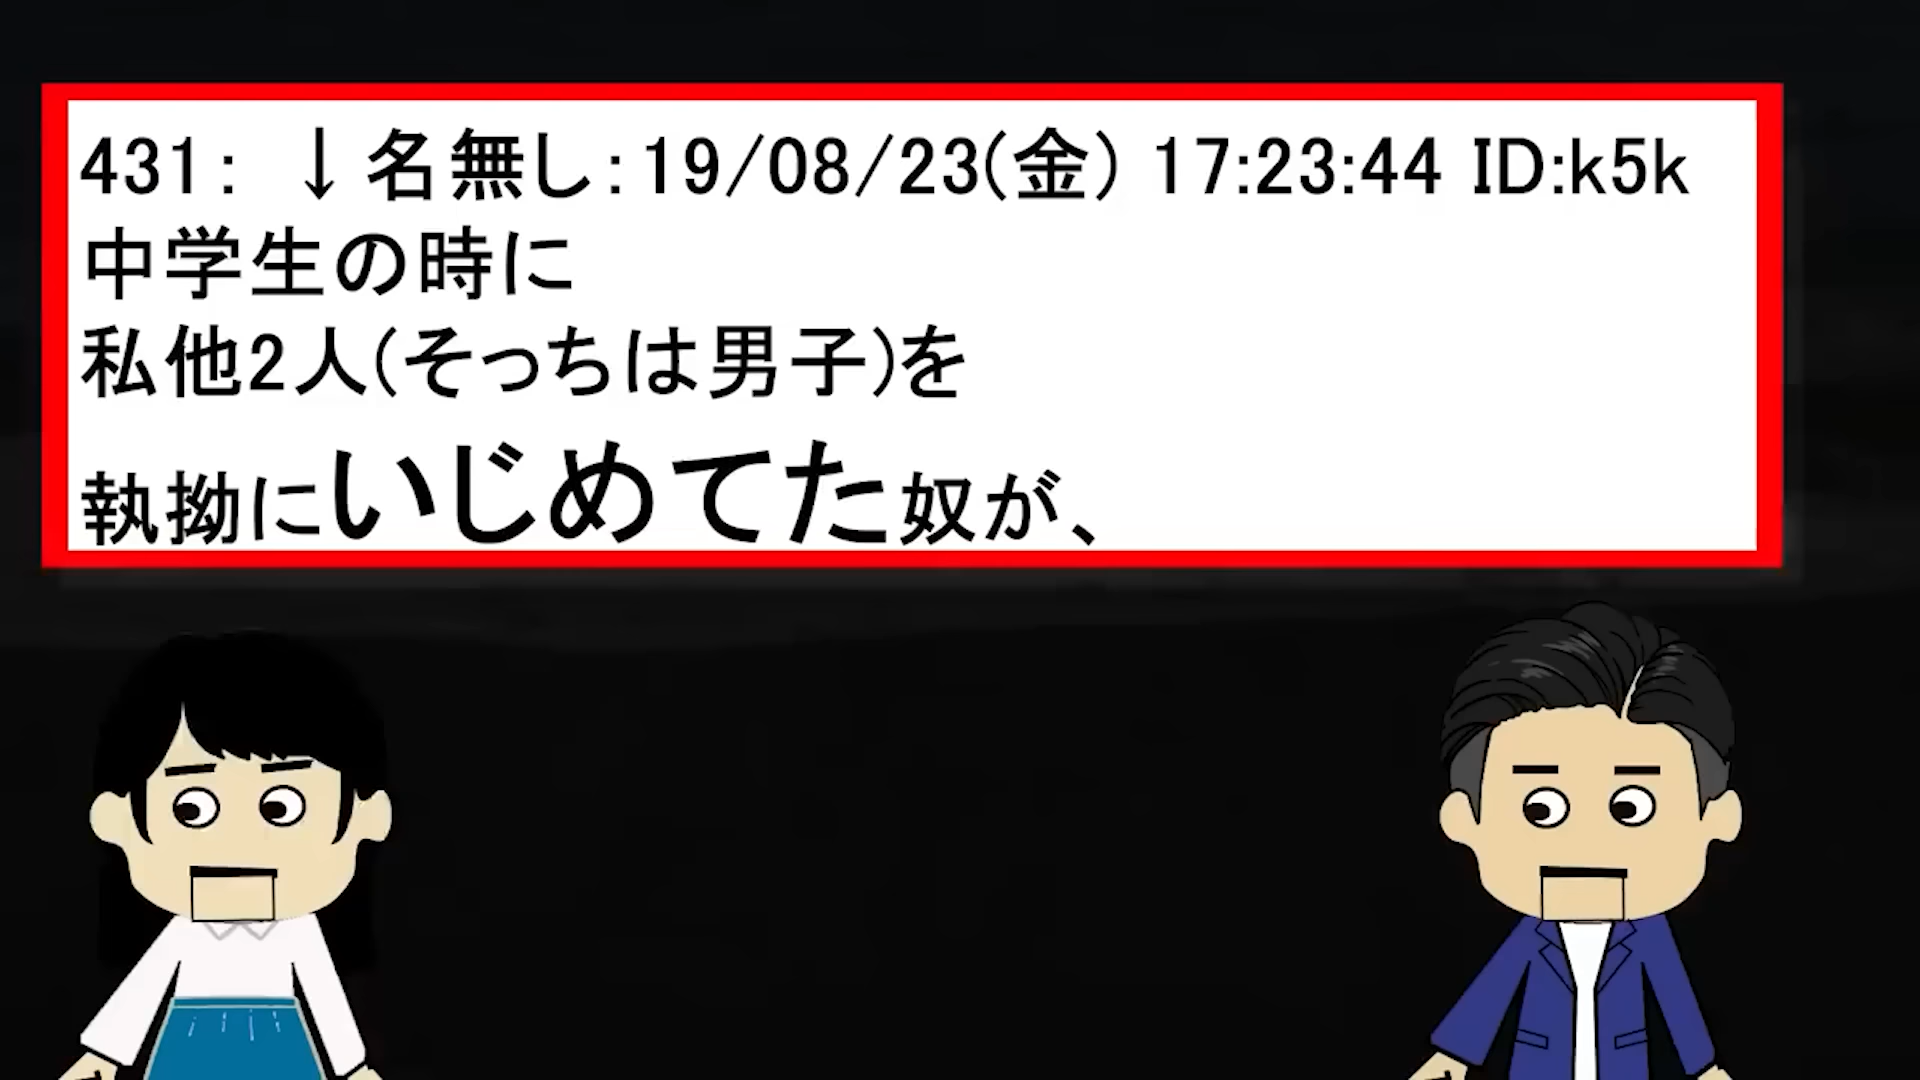 431: ↓名無し:19/08/23(金) 17:23:44 ID:k5k
中学生の時に
私他2人(そっちは男子)を
執拗にいじめてた奴が、